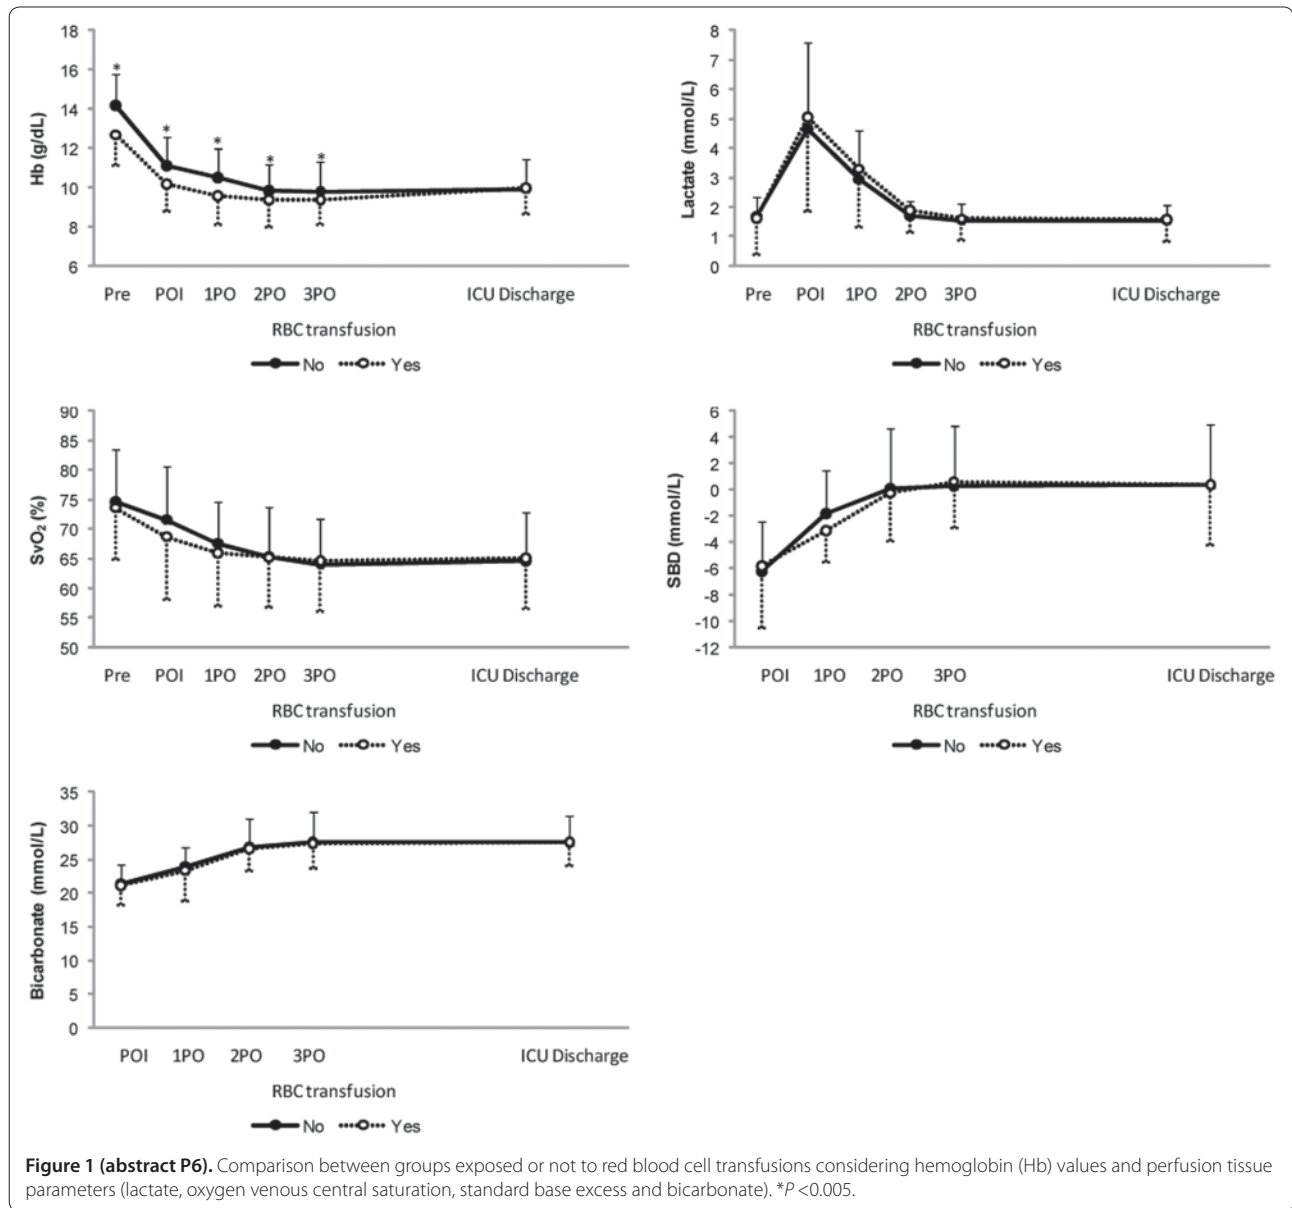 18
16
14
12
10
8
6
Hb (g/dL)
* * * * *
Pre POI 1PO 2PO 3PO ICU Discharge
RBC transfusion
No Yes
8
7
6
5
4
3
2
1
0
Lactate (mmol/L)
Pre POI 1PO 2PO 3PO ICU Discharge
RBC transfusion
No Yes
90
85
80
75
70
65
60
55
50
SvO₂ (%)
Pre POI 1PO 2PO 3PO ICU Discharge
RBC transfusion
No Yes
6
4
2
0
-2
-4
-6
-8
-10
-12
SBD (mmol/L)
POI 1PO 2PO 3PO ICU Discharge
RBC transfusion
No Yes
35
30
25
20
15
10
5
0
Bicarbonate (mmol/L)
POI 1PO 2PO 3PO ICU Discharge
RBC transfusion
No Yes
Figure 1 (abstract P6). Comparison between groups exposed or not to red blood cell transfusions considering hemoglobin (Hb) values and perfusion tissue
parameters (lactate, oxygen venous central saturation, standard base excess and bicarbonate). *P <0.005.